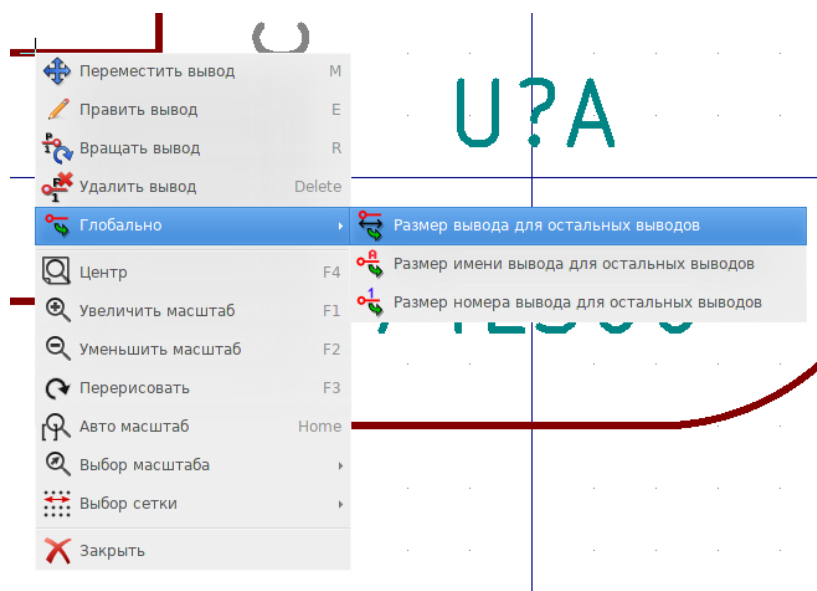 U?A
Переместить вывод M
Править вывод E
Вращать вывод R
Удалить вывод Delete
Глобально
Размер вывода для остальных выводов
Размер имени вывода для остальных выводов
Размер номера вывода для остальных выводов
Центр F4
Увеличить масштаб F1
Уменьшить масштаб F2
Перерисовать F3
Авто масштаб Home
Выбор масштаба
Выбор сетки
Закрыть